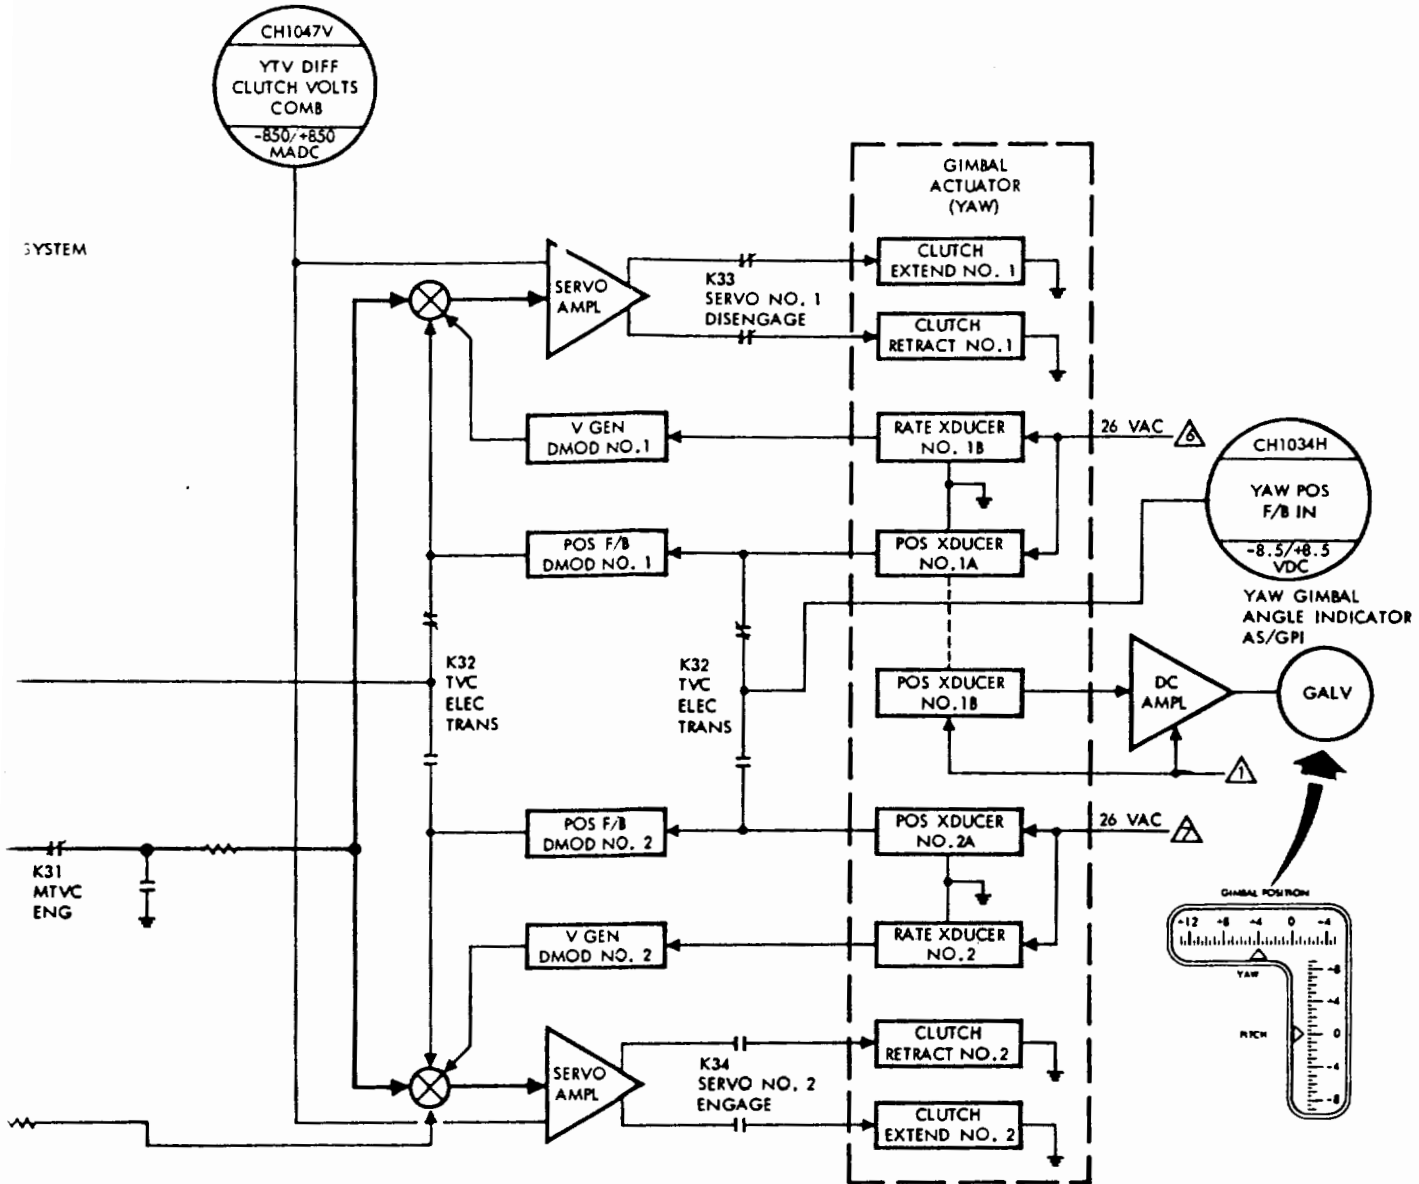 CH1047V
YTV DIFF
CLUTCH VOLTS
COMB
-850/+850
MADC
SYSTEM
GIMBAL
ACTUATOR
(YAW)
SERVO
AMPL
K33
SERVO NO. 1
DISENGAGE
CLUTCH
EXTEND NO. 1
CLUTCH
RETRACT NO.1
V GEN
DMOD NO.1
RATE XDUCER
NO. 1B
26 VAC
6
CH1034H
YAW POS
F/B IN
-8.5/+8.5
VDC
POS F/B
DMOD NO. 1
POS XDUCER
NO.1A
YAW GIMBAL
ANGLE INDICATOR
AS/GPI
K32
TVC
ELEC
TRANS
K32
TVC
ELEC
TRANS
POS XDUCER
NO.1B
DC
AMPL
GALV
1
POS F/B
DMOD NO. 2
POS XDUCER
NO.2A
26 VAC
7
K31
MTVC
ENG
V GEN
DMOD NO. 2
RATE XDUCER
NO.2
GIMBAL POSITION
0 -4
YAW
-8
-4
PITCH 0
-4
-8
SERVO
AMPL
K34
SERVO NO. 2
ENGAGE
CLUTCH
RETRACT NO.2
CLUTCH
EXTEND NO. 2